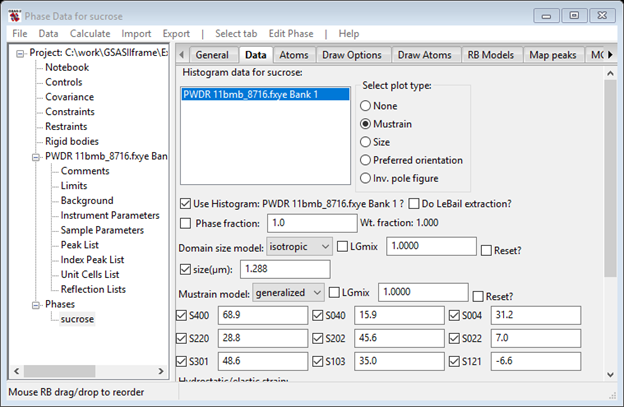 Phase Data for sucrose
File Data Calculate Import Export | Select tab Edit Phase | Help
Project: C:\work\GSASIIframe\E
Notebook
Controls
Covariance
Constraints
Restraints
Rigid bodies
PWDR 11bmb_8716.fxye Ban
Comments
Limits
Background
Instrument Parameters
Sample Parameters
Peak List
Index Peak List
Unit Cells List
Reflection Lists
Phases
sucrose
General Data Atoms Draw Options Draw Atoms RB Models Map peaks
Histogram data for sucrose:
PWDR 11bmb_8716.fxye Bank 1
Select plot type:
None
Mustrain
Size
Preferred orientation
Inv. pole figure
Use Histogram: PWDR 11bmb_8716.fxye Bank 1 ? Do LeBail extraction?
Phase fraction: 1.0 Wt. fraction: 1.000
Domain size model: isotropic LGmix 1.0000 Reset?
size(μm): 1.288
Mustrain model: generalized LGmix 1.0000 Reset?
S400 68.9 S040 15.9 S004 31.2
S220 28.8 S202 45.6 S022 7.0
S301 48.6 S103 35.0 S121 -6.6
Hydrostatic/elastic strain:
Mouse RB drag/drop to reorder